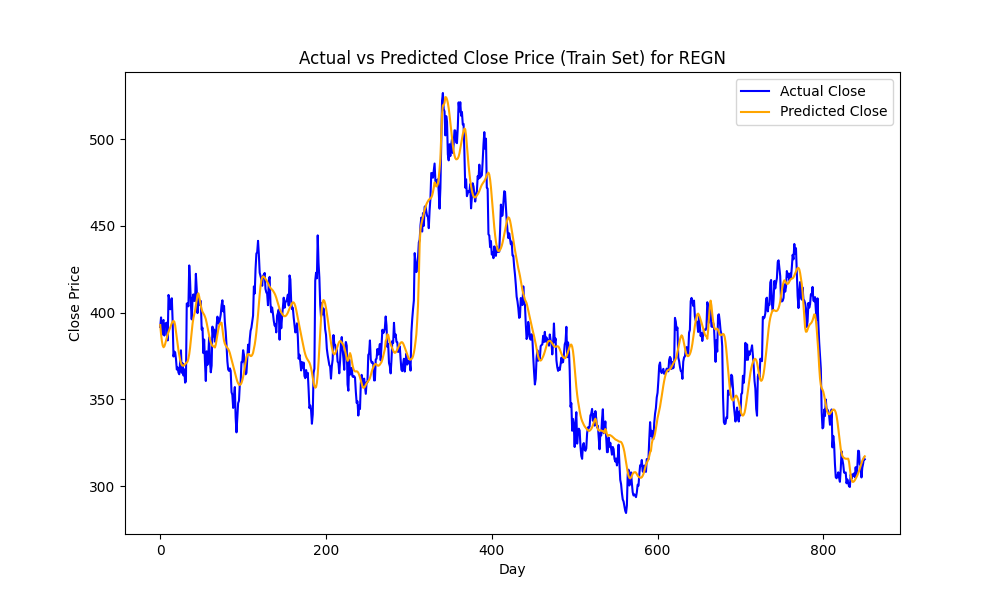 Actual vs Predicted Close Price (Train Set) for REGN
Actual Close
Predicted Close
Close Price
500
450
400
350
300
0 200 400 600 800
Day